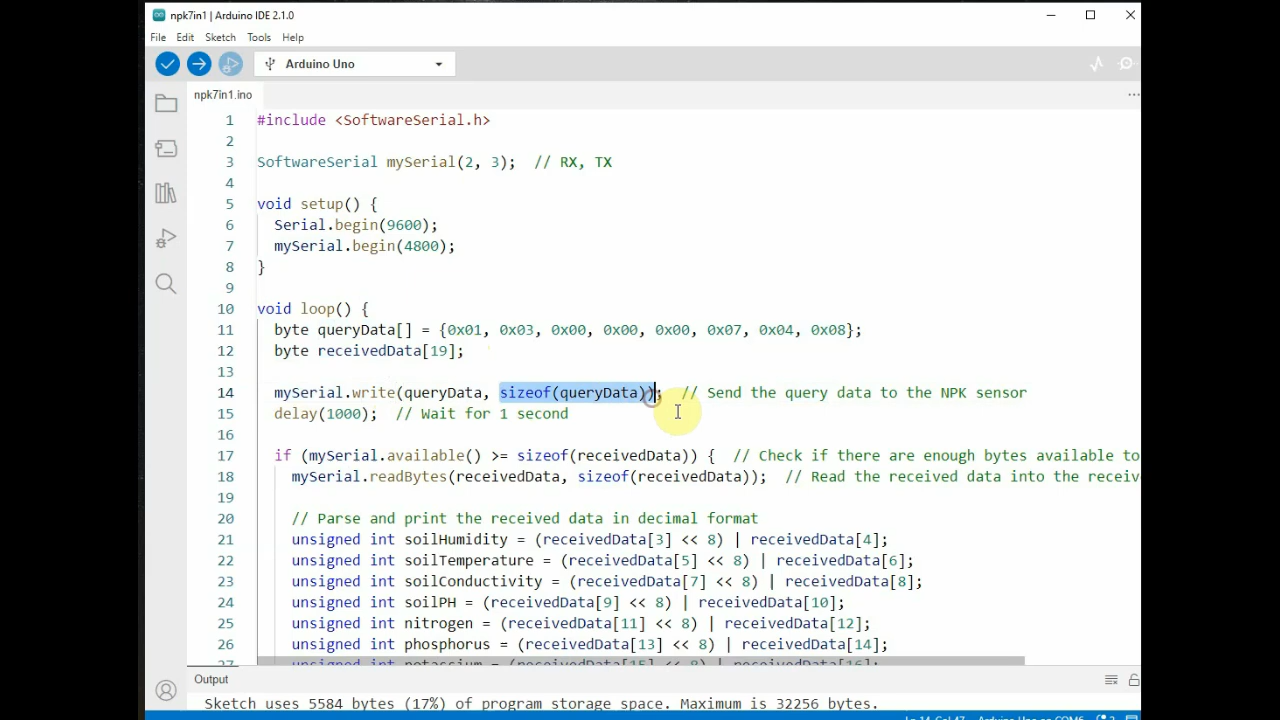 npk7in1 | Arduino IDE 2.1.0
File Edit Sketch Tools Help
Arduino Uno
npk7in1.ino
1 #include <SoftwareSerial.h>
2
3 SoftwareSerial mySerial(2, 3);  // RX, TX
4
5 void setup() {
6 Serial.begin(9600);
7 mySerial.begin(4800);
8 }
9
10 void loop() {
11 byte queryData[] = {0x01, 0x03, 0x00, 0x00, 0x00, 0x07, 0x04, 0x08};
12 byte receivedData[19];
13
14 mySerial.write(queryData, sizeof(queryData));  // Send the query data to the NPK sensor
15 delay(1000);  // Wait for 1 second
16
17 if (mySerial.available() >= sizeof(receivedData)) {  // Check if there are enough bytes available to
18 mySerial.readBytes(receivedData, sizeof(receivedData));  // Read the received data into the receive
19
20 // Parse and print the received data in decimal format
21 unsigned int soilHumidity = (receivedData[3] << 8) | receivedData[4];
22 unsigned int soilTemperature = (receivedData[5] << 8) | receivedData[6];
23 unsigned int soilConductivity = (receivedData[7] << 8) | receivedData[8];
24 unsigned int soilPH = (receivedData[9] << 8) | receivedData[10];
25 unsigned int nitrogen = (receivedData[11] << 8) | receivedData[12];
26 unsigned int phosphorus = (receivedData[13] << 8) | receivedData[14];
27 unsigned int potassium = (receivedData[15] << 8) | receivedData[16];
Output
Sketch uses 5584 bytes (17%) of program storage space. Maximum is 32256 bytes.
Ln 14, Col 47 Arduino Uno on COM6